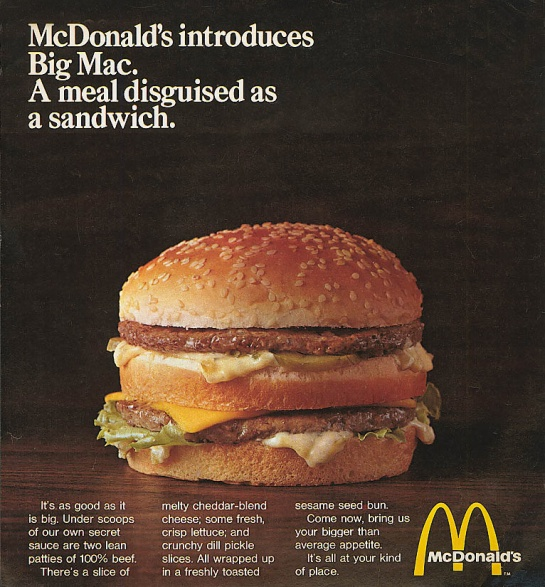 McDonald's introduces
Big Mac.
A meal disguised as
a sandwich.
It's as good as it
is big. Under scoops
of our own secret
sauce are two lean
patties of 100% beef.
There's a slice of
melty cheddar-blend
cheese; some fresh,
crisp lettuce; and
crunchy dill pickle
slices. All wrapped up
in a freshly toasted
sesame seed bun.
Come now, bring us
your bigger than
average appetite.
It's all at your kind
of place.
McDonald's
TM